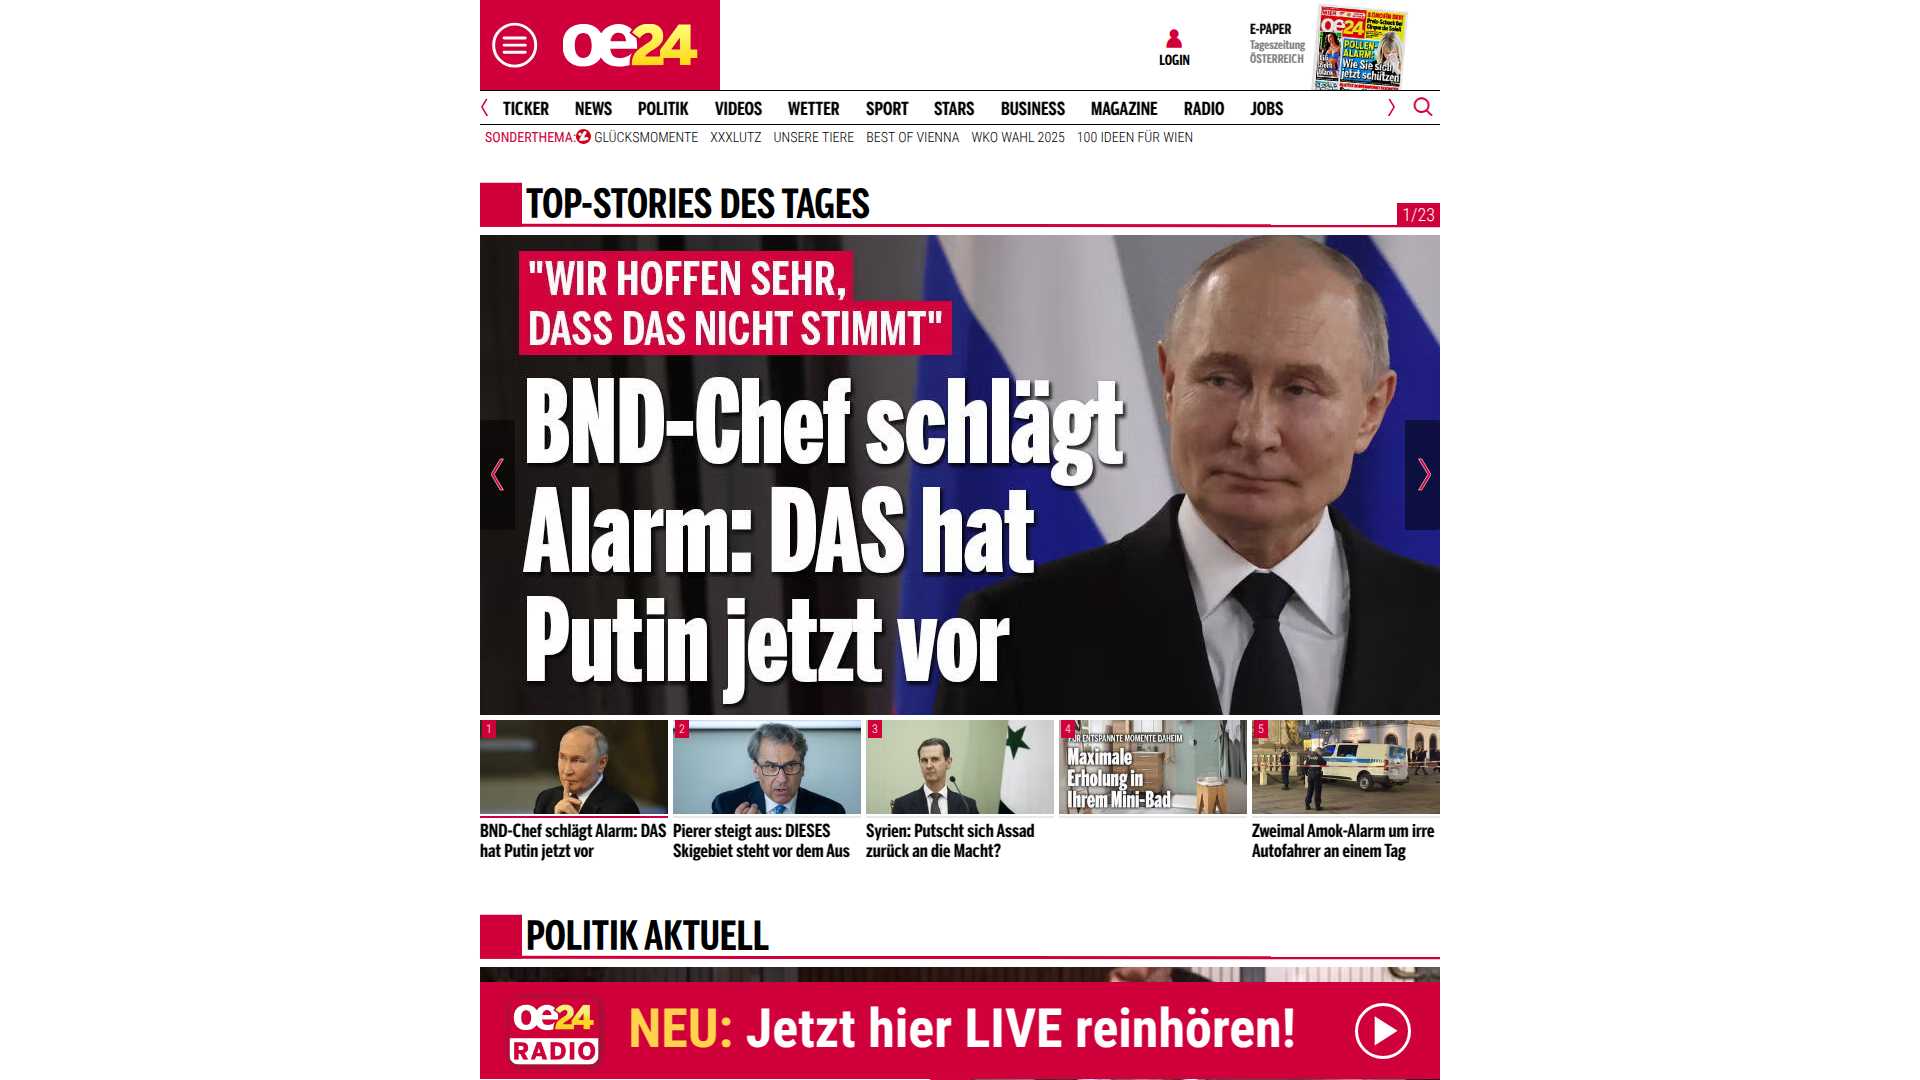 oe24
LOGIN
E-PAPER
Tageszeitung
ÖSTERREICH
oe24
POLLEN-
ALARM:
Wie Sie sich
jetzt schützen
TICKER NEWS POLITIK VIDEOS WETTER SPORT STARS BUSINESS MAGAZINE RADIO JOBS
SONDERTHEMA: GLÜCKSMOMENTE XXXLUTZ UNSERE TIERE BEST OF VIENNA WKO WAHL 2025 100 IDEEN FÜR WIEN
TOP-STORIES DES TAGES
1/23
"WIR HOFFEN SEHR,
DASS DAS NICHT STIMMT"
BND-Chef schlägt
Alarm: DAS hat
Putin jetzt vor
1
2
3
4
5
FÜR ENTSPANNTE MOMENTE DAHEIM
Maximale
Erholung in
Ihrem Mini-Bad
BND-Chef schlägt Alarm: DAS
hat Putin jetzt vor
Pierer steigt aus: DIESES
Skigebiet steht vor dem Aus
Syrien: Putscht sich Assad
zurück an die Macht?
Zweimal Amok-Alarm um irre
Autofahrer an einem Tag
POLITIK AKTUELL
oe24
RADIO
NEU: Jetzt hier LIVE reinhören!